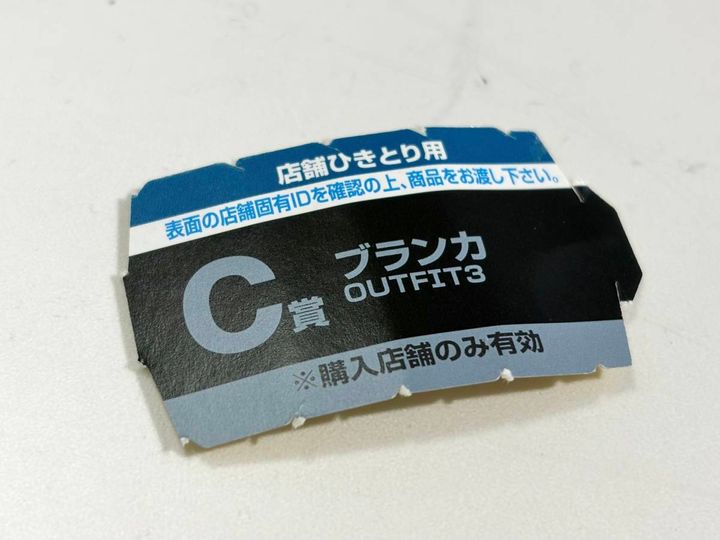 店舗ひきとり用
表面の店舗固有IDを確認の上、商品をお渡し下さい。
C賞
ブランカ
OUTFIT3
※購入店舗のみ有効